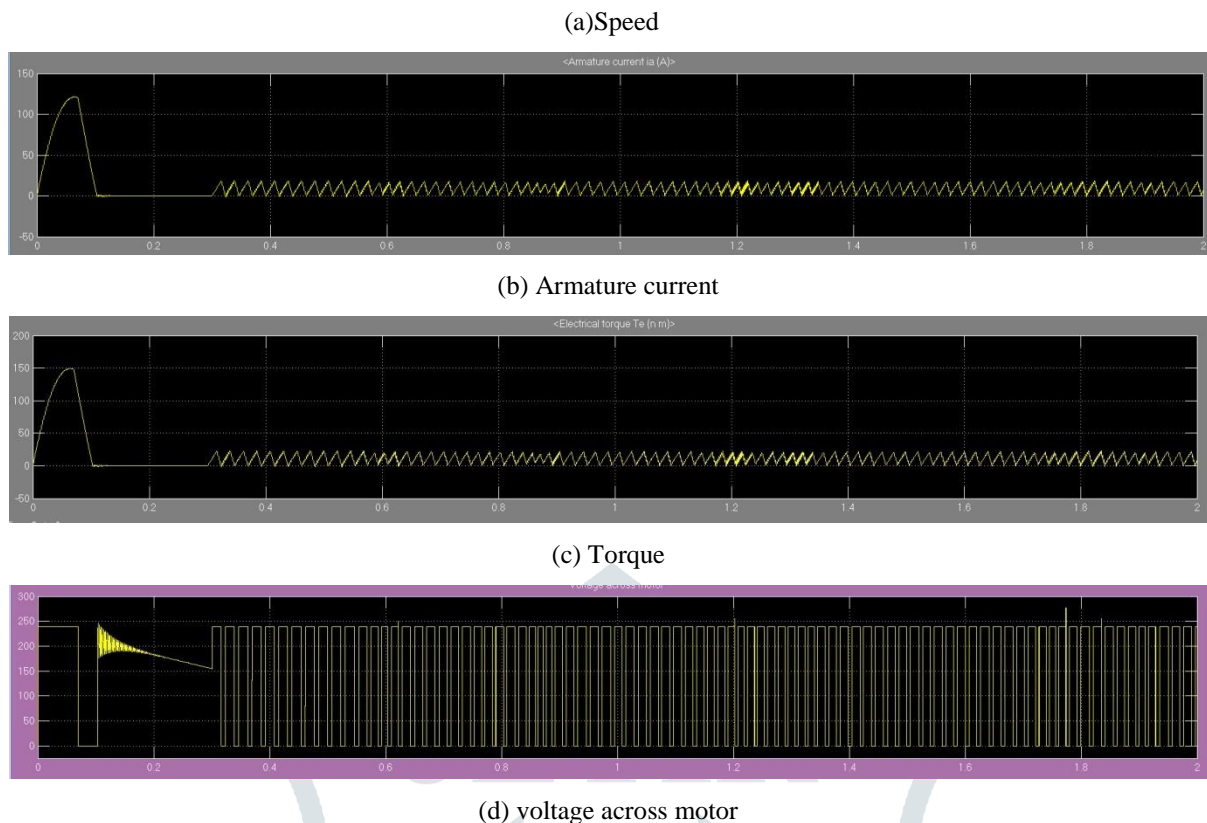 (a)Speed
<Armature current ia (A)>
150
100
50
0
-50
0 0.2 0.4 0.6 0.8 1 1.2 1.4 1.6 1.8 2
(b) Armature current
<Electrical torque Te (n m)>
200
150
100
50
0
-50
0 0.2 0.4 0.6 0.8 1 1.2 1.4 1.6 1.8 2
(c) Torque
voltage across motor
300
250
200
150
100
50
0
0 0.2 0.4 0.6 0.8 1 1.2 1.4 1.6 1.8 2
(d) voltage across motor